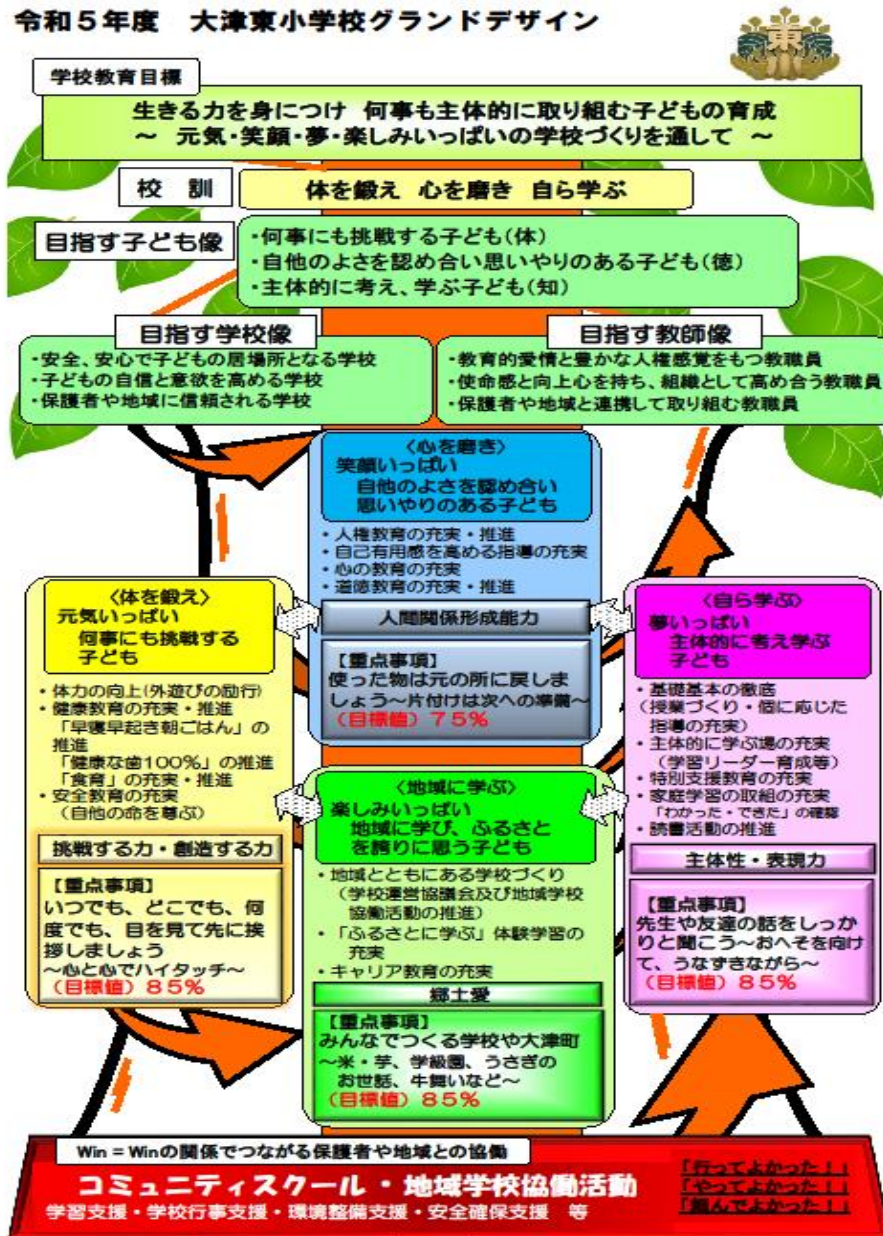 令和5年度 大津東小学校グランドデザイン
東
学校教育目標
生きる力を身につけ 何事も主体的に取り組む子どもの育成
～ 元気・笑顔・夢・楽しみいっぱいの学校づくりを通して ～
校 訓
体を鍛え 心を磨き 自ら学ぶ
目指す子ども像
・何事にも挑戦する子ども(体)
・自他のよさを認め合い思いやりのある子ども(徳)
・主体的に考え、学ぶ子ども(知)
目指す学校像
・安全、安心で子どもの居場所となる学校
・子どもの自信と意欲を高める学校
・保護者や地域に信頼される学校
目指す教師像
・教育的愛情と豊かな人権感覚をもつ教職員
・使命感と向上心を持ち、組織として高め合う教職員
・保護者や地域と連携して取り組む教職員
〈心を磨き〉
笑顔いっぱい
自他のよさを認め合い
思いやりのある子ども
・人権教育の充実・推進
・自己有用感を高める指導の充実
・心の教育の充実
・道徳教育の充実・推進
人間関係形成能力
【重点事項】
使った物は元の所に戻しま
しょう～片付けは次への準備～
(目標値)75%
〈体を鍛え〉
元気いっぱい
何事にも挑戦する
子ども
・体力の向上(外遊びの励行)
・健康教育の充実・推進
「早寝早起き朝ごはん」の
推進
「健康な歯100%」の推進
「食育」の充実・推進
・安全教育の充実
(自他の命を尊ぶ)
挑戦する力・創造する力
【重点事項】
いつでも、どこでも、何
度でも、目を見て先に挨
拶しましょう
～心と心でハイタッチ～
(目標値)85%
〈自ら学ぶ〉
夢いっぱい
主体的に考え学ぶ
子ども
・基礎基本の徹底
(授業づくり・個に応じた
指導の充実)
・主体的に学ぶ場の充実
(学習リーダー育成等)
・特別支援教育の充実
・家庭学習の取組の充実
「わかった・できた」の確認
・読書活動の推進
主体性・表現力
【重点事項】
先生や友達の話をしっか
りと聞こう～おへそを向け
て、うなずきながら～
(目標値)85%
〈地域に学ぶ〉
楽しみいっぱい
地域に学び、ふるさと
を誇りに思う子ども
・地域とともにある学校づくり
(学校運営協議会及び地域学校
協働活動の推進)
・「ふるさとに学ぶ」体験学習の
充実
・キャリア教育の充実
郷土愛
【重点事項】
みんなでつくる学校や大津町
～米・芋、学級園、うさぎの
お世話、牛舞いなど～
(目標値)85%
Win＝Winの関係でつながる保護者や地域との協働
コミュニティスクール・地域学校協働活動
学習支援・学校行事支援・環境整備支援・安全確保支援 等
「行ってよかった！」
「やってよかった！」
「頼んでよかった！」